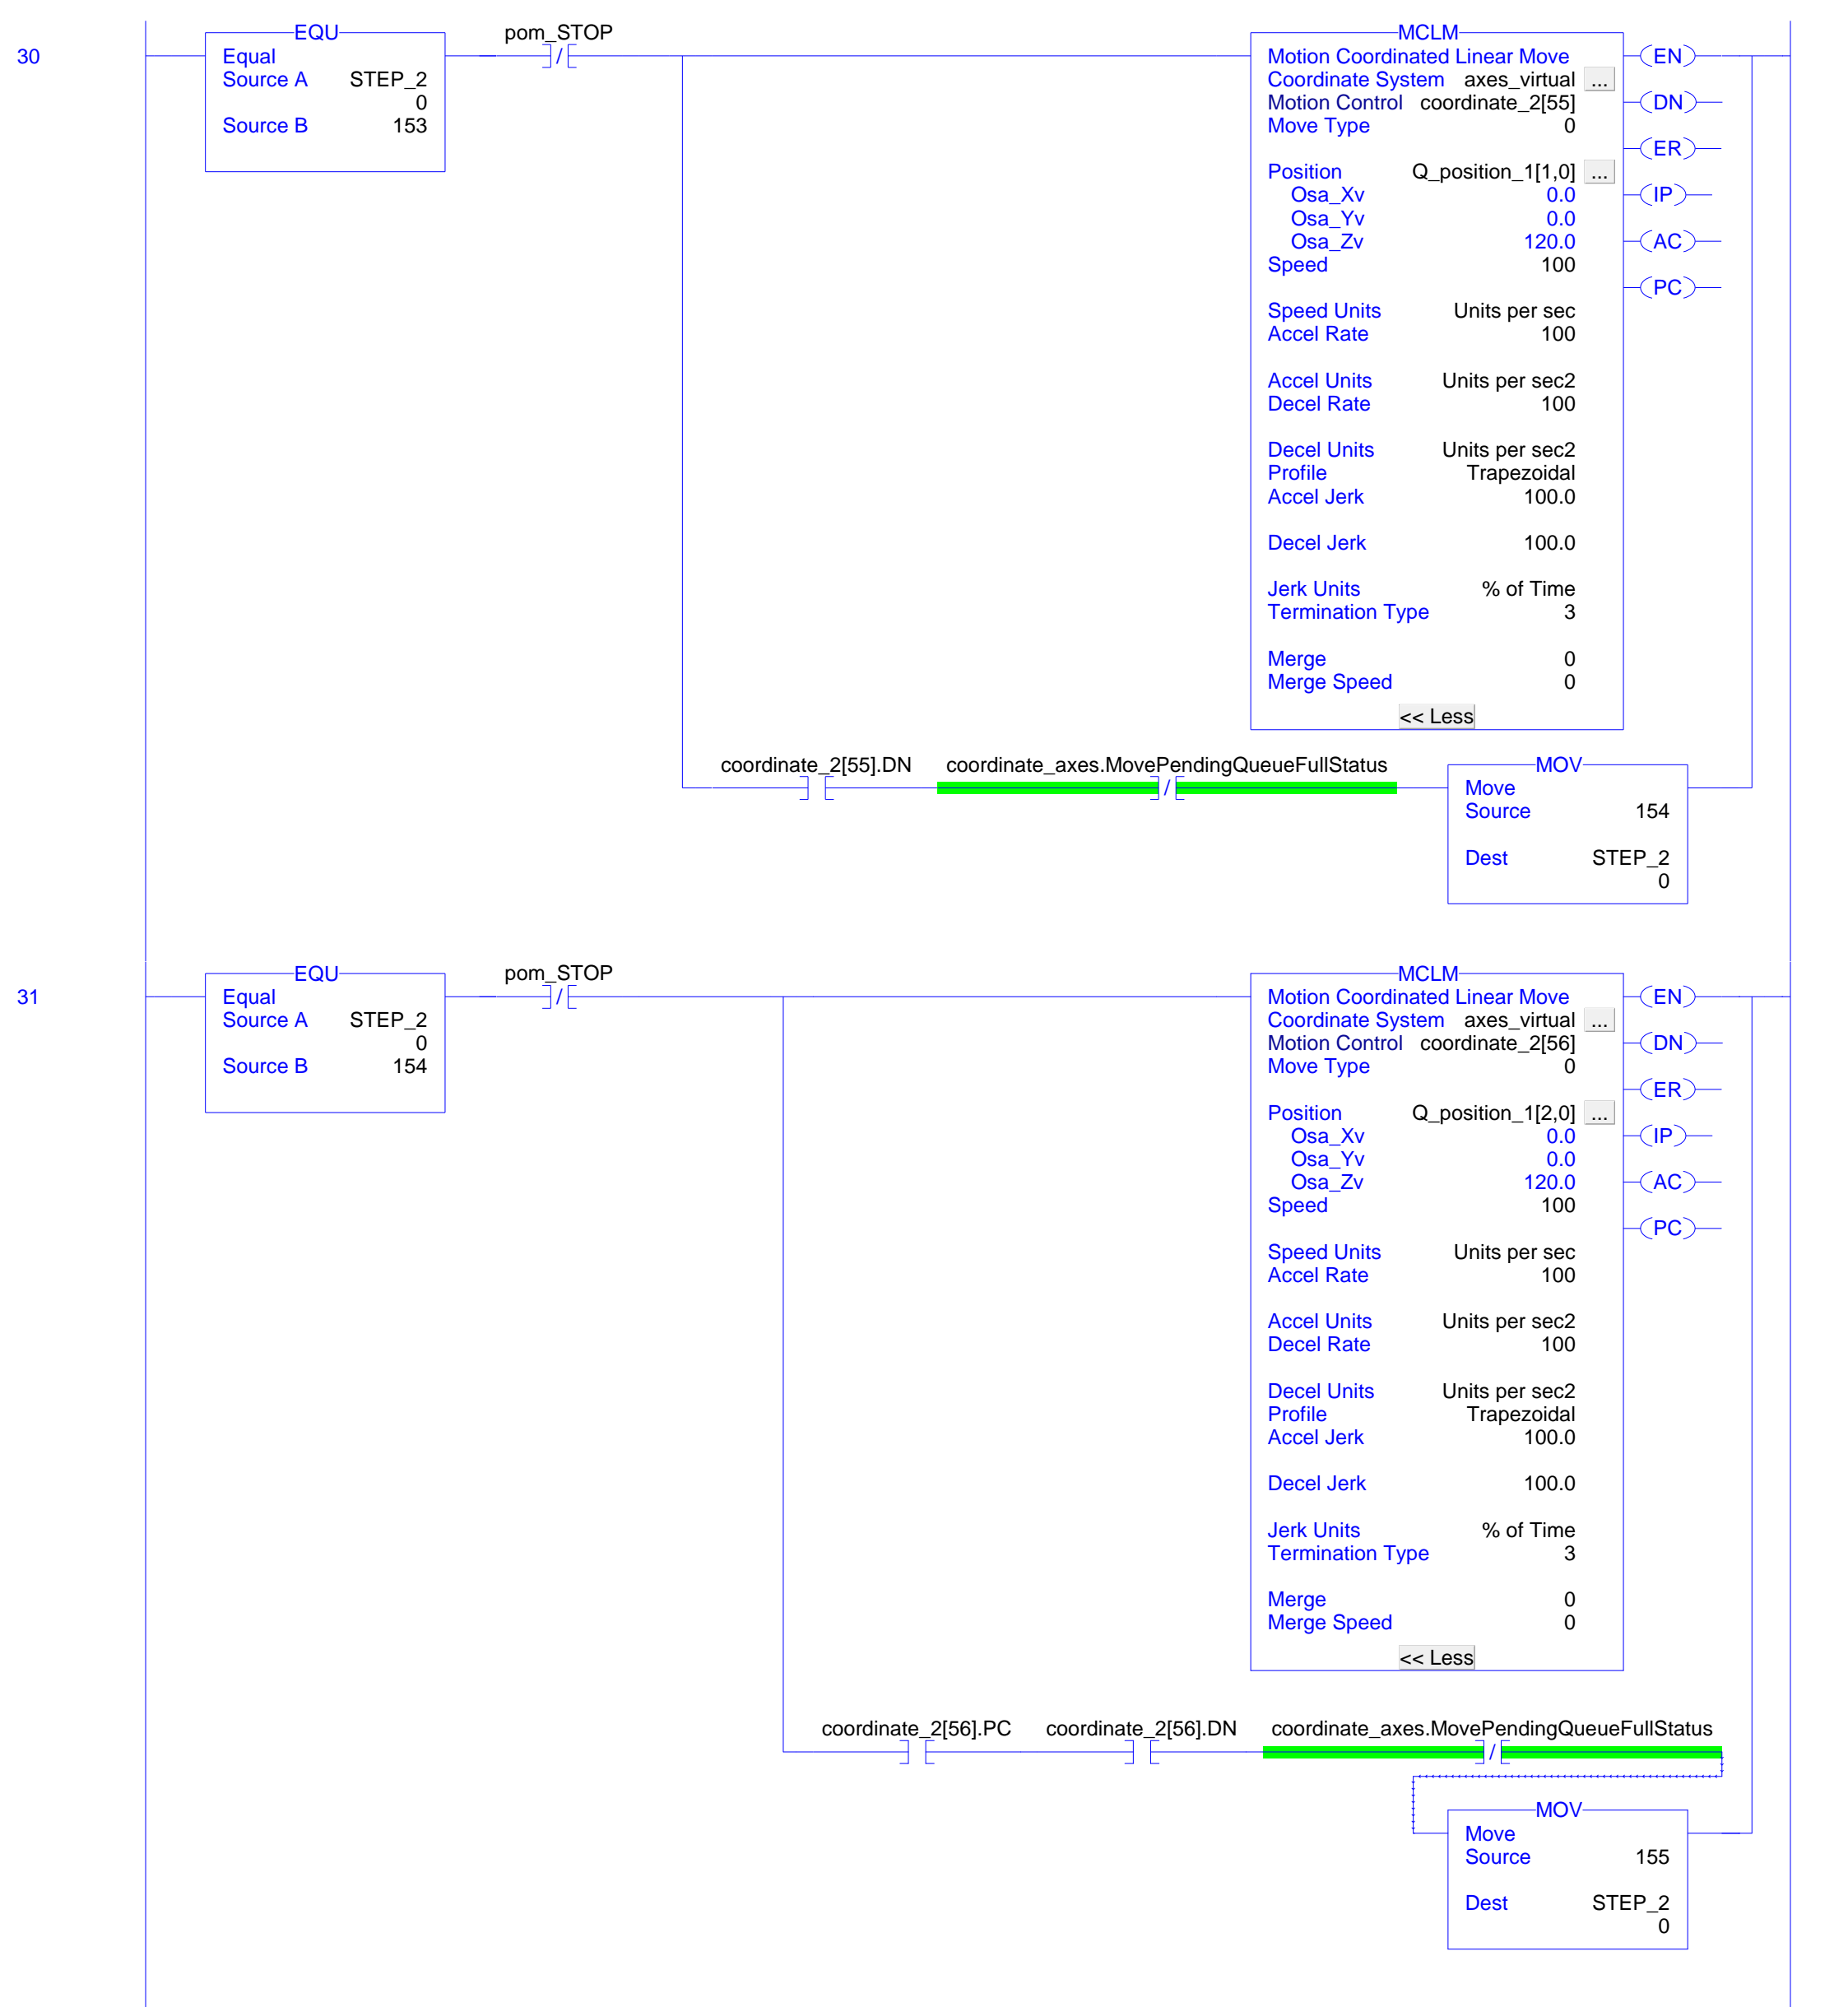 30
EQU
Equal
Source A STEP_2
0
Source B 153
pom_STOP
/
MCLM
Motion Coordinated Linear Move
Coordinate System axes_virtual ...
Motion Control coordinate_2[55]
Move Type 0
Position Q_position_1[1,0] ...
Osa_Xv 0.0
Osa_Yv 0.0
Osa_Zv 120.0
Speed 100
Speed Units Units per sec
Accel Rate 100
Accel Units Units per sec2
Decel Rate 100
Decel Units Units per sec2
Profile Trapezoidal
Accel Jerk 100.0
Decel Jerk 100.0
Jerk Units % of Time
Termination Type 3
Merge 0
Merge Speed 0
<< Less
EN
DN
ER
IP
AC
PC
coordinate_2[55].DN coordinate_axes.MovePendingQueueFullStatus
/
MOV
Move
Source 154
Dest STEP_2
0
31
EQU
Equal
Source A STEP_2
0
Source B 154
pom_STOP
/
MCLM
Motion Coordinated Linear Move
Coordinate System axes_virtual ...
Motion Control coordinate_2[56]
Move Type 0
Position Q_position_1[2,0] ...
Osa_Xv 0.0
Osa_Yv 0.0
Osa_Zv 120.0
Speed 100
Speed Units Units per sec
Accel Rate 100
Accel Units Units per sec2
Decel Rate 100
Decel Units Units per sec2
Profile Trapezoidal
Accel Jerk 100.0
Decel Jerk 100.0
Jerk Units % of Time
Termination Type 3
Merge 0
Merge Speed 0
<< Less
EN
DN
ER
IP
AC
PC
coordinate_2[56].PC coordinate_2[56].DN coordinate_axes.MovePendingQueueFullStatus
/
MOV
Move
Source 155
Dest STEP_2
0